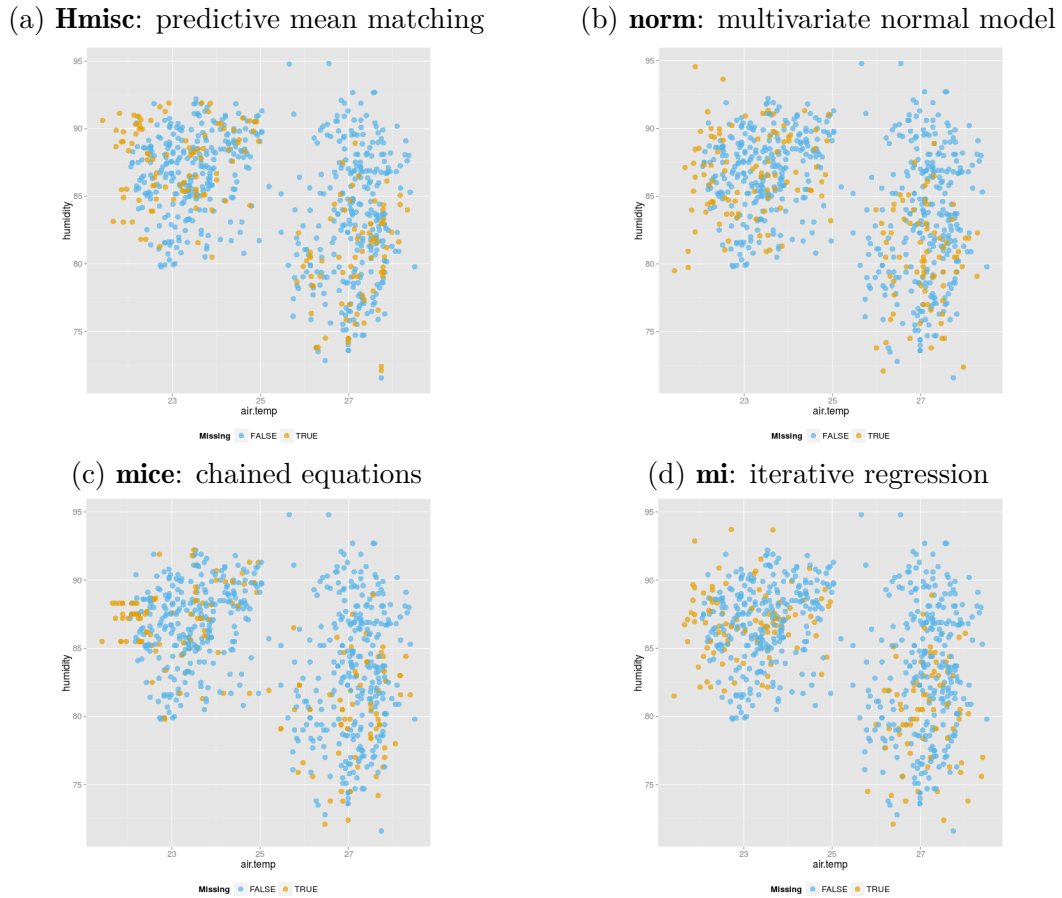 (a) Hmisc: predictive mean matching
(b) norm: multivariate normal model
95
90
85
80
75
humidity
23 25 27
air.temp
Missing FALSE TRUE
95
90
85
80
75
humidity
23 25 27
air.temp
Missing FALSE TRUE
(c) mice: chained equations
(d) mi: iterative regression
95
90
85
80
75
humidity
23 25 27
air.temp
Missing FALSE TRUE
95
90
85
80
75
humidity
23 25 27
air.temp
Missing FALSE TRUE